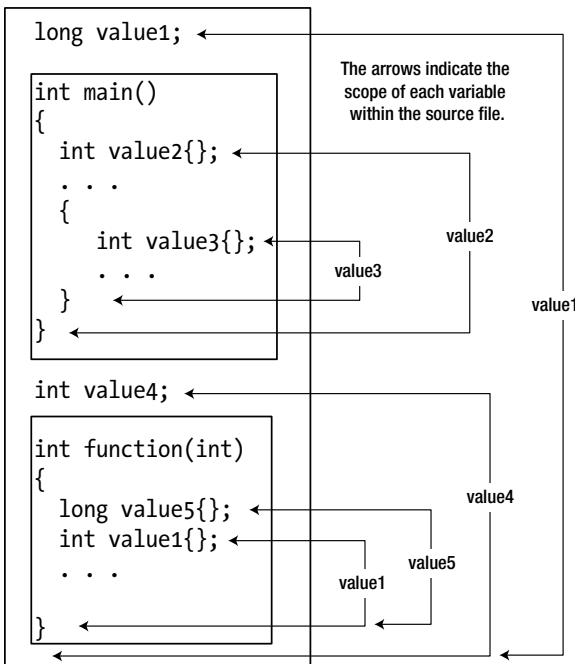 long value1;
The arrows indicate the
scope of each variable
within the source file.
int main()
{
int value2{};
. . .
{
int value3{};
. . .
}
}
value3
value2
value1
int value4;
int function(int)
{
long value5{};
int value1{};
. . .
}
value1
value5
value4